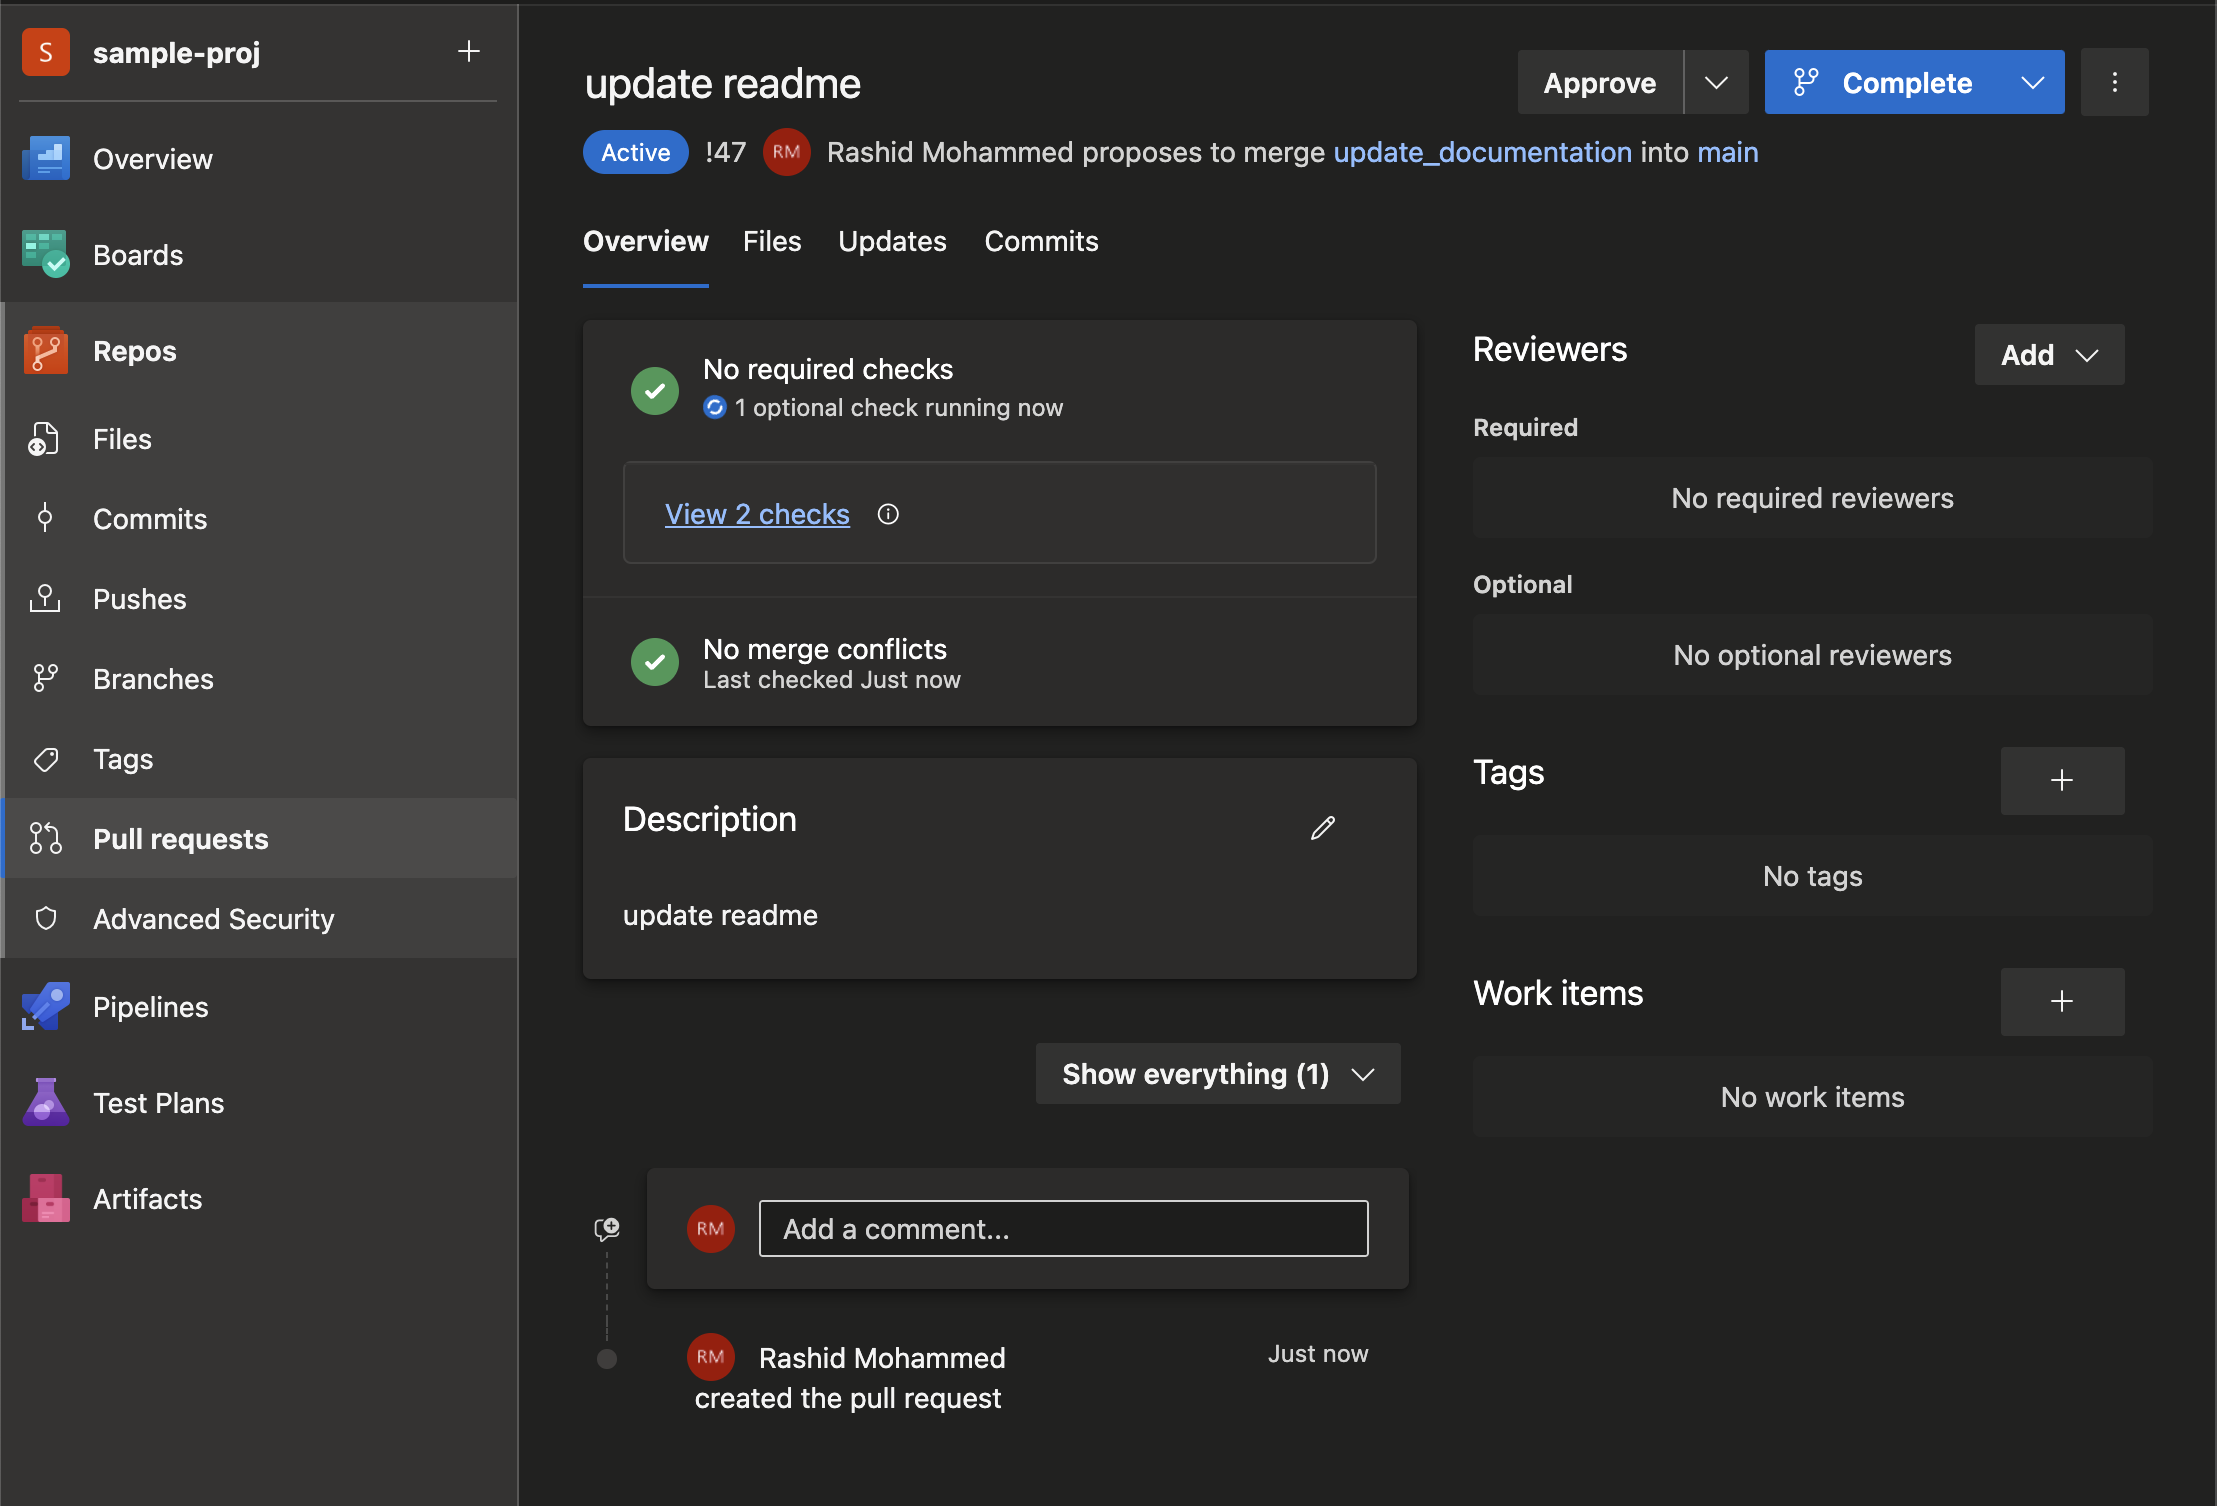 S
sample-proj
Overview
Boards
Repos
Files
Commits
Pushes
Branches
Tags
Pull requests
Advanced Security
Pipelines
Test Plans
Artifacts
update readme
Approve
Complete
Active !47 RM Rashid Mohammed proposes to merge update_documentation into main
Overview Files Updates Commits
No required checks
1 optional check running now
View 2 checks
No merge conflicts
Last checked Just now
Description
update readme
Show everything (1)
RM Add a comment...
RM Rashid Mohammed Just now
created the pull request
Reviewers
Add
Required
No required reviewers
Optional
No optional reviewers
Tags
No tags
Work items
No work items